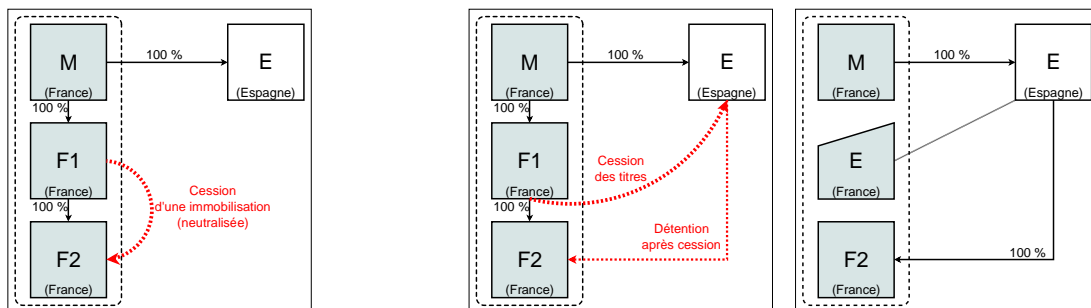 M
(France)
100 %
E
(Espagne)
100 %
F1
(France)
Cession
d'une immobilisation
(neutralisée)
100 %
F2
(France)
M
(France)
100 %
E
(Espagne)
100 %
F1
(France)
Cession
des titres
100 %
Détention
après cession
F2
(France)
M
(France)
100 %
E
(Espagne)
E
(France)
F2
(France)
100 %